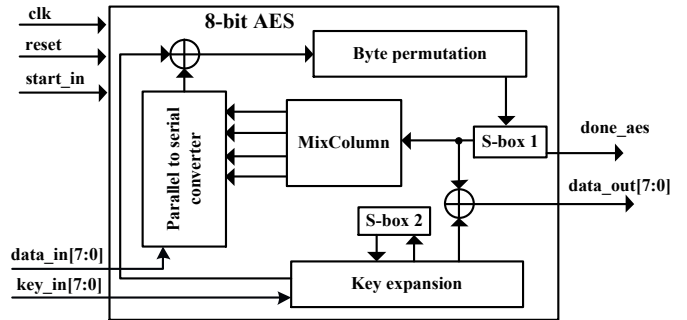 clk
8-bit AES
reset
Byte permutation
start_in
Parallel to serial
converter
MixColumn
S-box 1
done_aes
data_out[7:0]
S-box 2
data_in[7:0]
key_in[7:0]
Key expansion